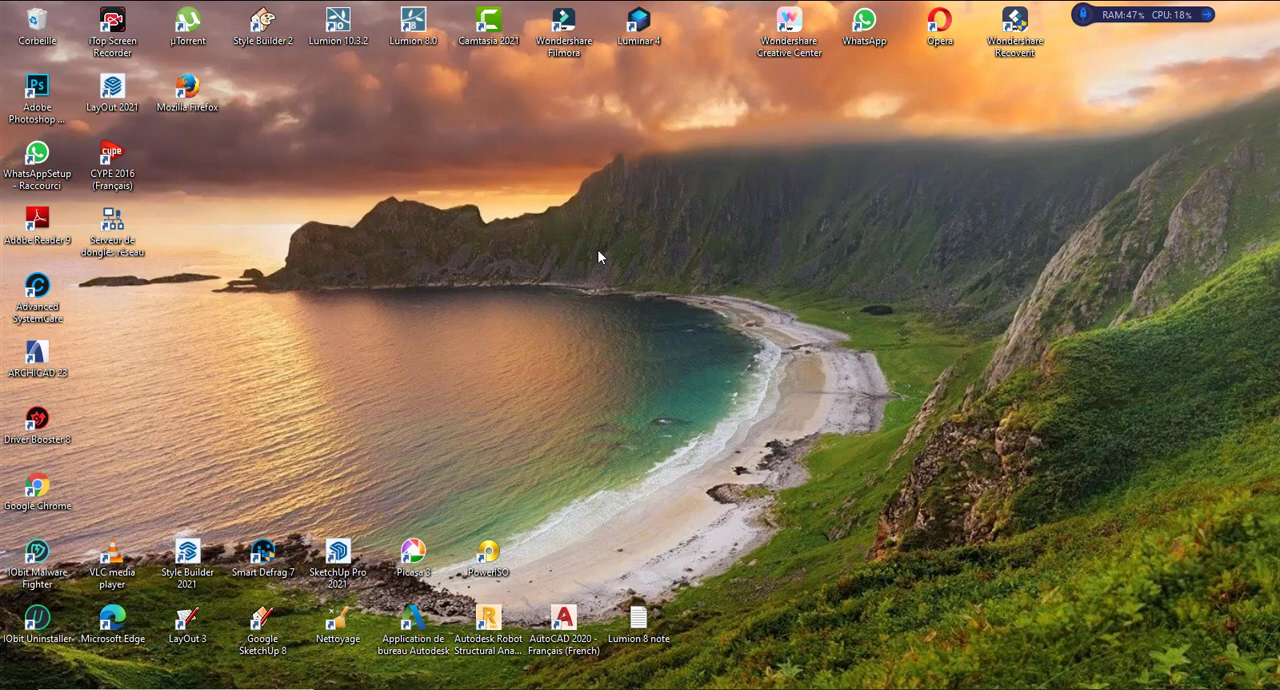 Corbeille
iTop Screen
Recorder
µTorrent
Style Builder 2
Lumion 10.3.2
Lumion 8.0
Camtasia 2021
Wondershare
Filmora
Luminar 4
Wondershare
Creative Center
WhatsApp
Opera
Wondershare
Recoverit
RAM:47% CPU: 18%
Ps
Adobe
Photoshop ...
LayOut 2021
Mozilla Firefox
WhatsAppSetup
- Raccourci
cype
CYPE 2016
(Français)
Adobe Reader 9
Serveur de
dongles réseau
Advanced
SystemCare
ARCHICAD 23
Driver Booster 8
Google Chrome
IObit Malware
Fighter
VLC media
player
Style Builder
2021
Smart Defrag 7
SketchUp Pro
2021
Picasa 3
PowerISO
IObit Uninstaller
Microsoft Edge
LayOut 3
Google
SketchUp 8
Nettoyage
Application de
bureau Autodesk
Autodesk Robot
Structural Ana...
AutoCAD 2020 -
Français (French)
Lumion 8 note